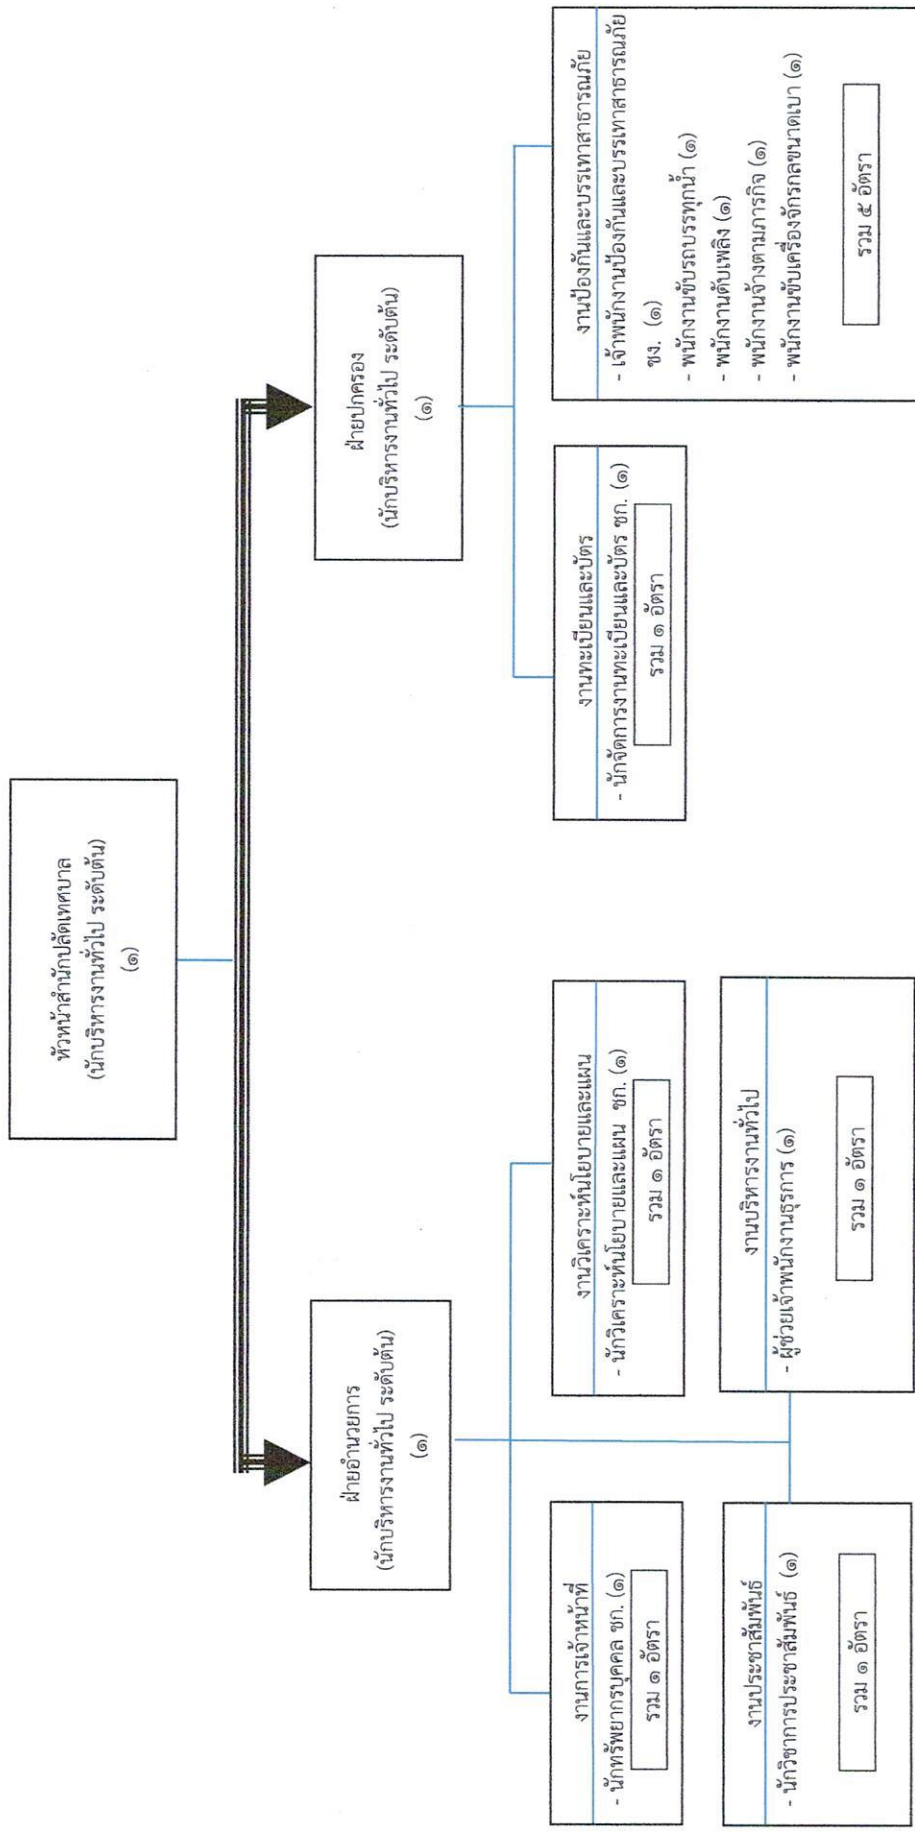 หัวหน้าสำนักปลัดเทศบาล
(นักบริหารงานทั่วไป ระดับต้น)
(๑)
ฝ่ายอำนวยการ
(นักบริหารงานทั่วไป ระดับต้น)
(๑)
ฝ่ายปกครอง
(นักบริหารงานทั่วไป ระดับต้น)
(๑)
งานการเจ้าหน้าที่
- นักทรัพยากรบุคคล ชก. (๑)
รวม ๑ อัตรา
งานวิเคราะห์นโยบายและแผน
- นักวิเคราะห์นโยบายและแผน ชก. (๑)
รวม ๑ อัตรา
งานทะเบียนและบัตร
- นักจัดการงานทะเบียนและบัตร ชก. (๑)
รวม ๑ อัตรา
งานป้องกันและบรรเทาสาธารณภัย
- เจ้าพนักงานป้องกันและบรรเทาสาธารณภัย
ชง. (๑)
- พนักงานขับรถบรรทุกน้ำ (๑)
- พนักงานดับเพลิง (๑)
- พนักงานจ้างตามภารกิจ (๑)
- พนักงานขับเครื่องจักรกลขนาดเบา (๑)
รวม ๕ อัตรา
งานประชาสัมพันธ์
- นักวิชาการประชาสัมพันธ์ (๑)
รวม ๑ อัตรา
งานบริหารงานทั่วไป
- ผู้ช่วยเจ้าพนักงานธุรการ (๑)
รวม ๑ อัตรา